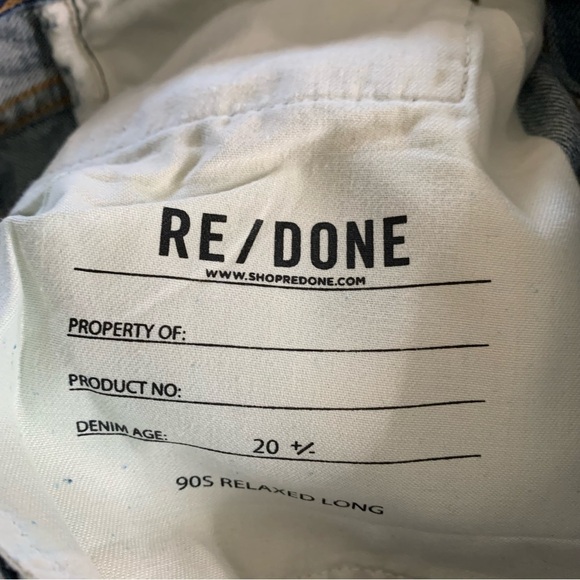 RE/DONE
WWW.SHOPREDONE.COM
PROPERTY OF:
PRODUCT NO:
DENIM AGE: 20 +/-
90S RELAXED LONG